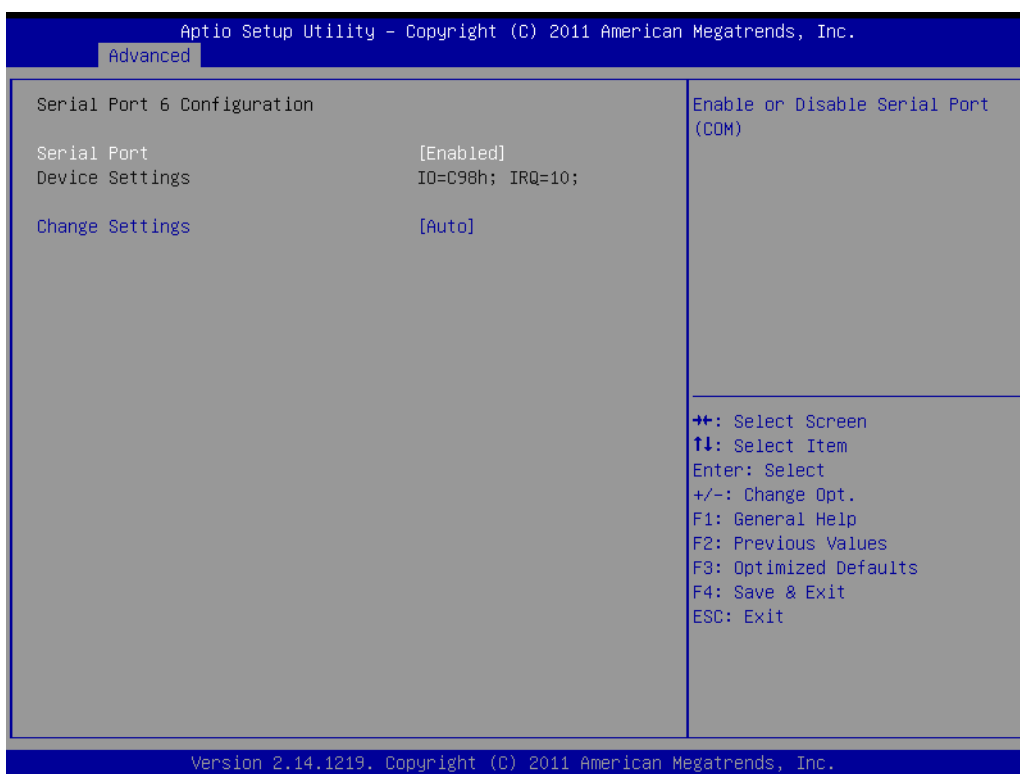 Aptio Setup Utility – Copyright (C) 2011 American Megatrends, Inc.
Advanced
Serial Port 6 Configuration
Serial Port [Enabled]
Device Settings IO=C98h; IRQ=10;
Change Settings [Auto]
Enable or Disable Serial Port
(COM)
→←: Select Screen
↑↓: Select Item
Enter: Select
+/-: Change Opt.
F1: General Help
F2: Previous Values
F3: Optimized Defaults
F4: Save & Exit
ESC: Exit
Version 2.14.1219. Copyright (C) 2011 American Megatrends, Inc.